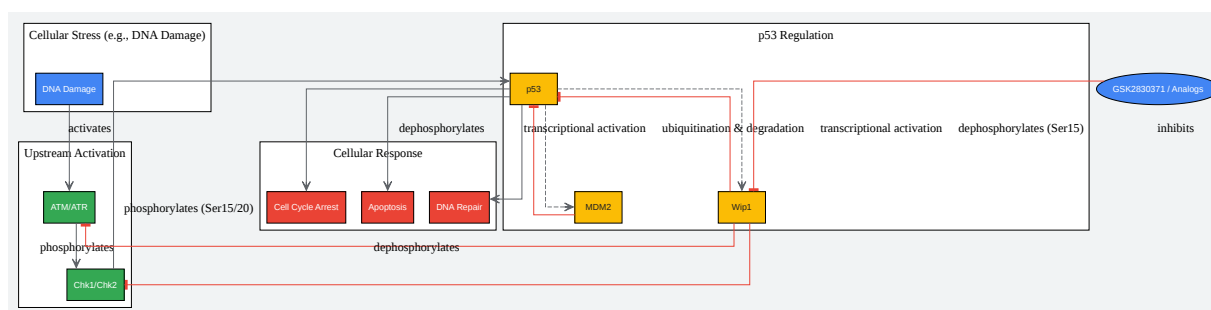 Cellular Stress (e.g., DNA Damage)
p53 Regulation
DNA Damage
p53
GSK2830371 / Analogs
activates
dephosphorylates
transcriptional activation
ubiquitination & degradation
transcriptional activation
dephosphorylates (Ser15)
inhibits
Upstream Activation
Cellular Response
ATM/ATR
phosphorylates (Ser15/20)
Cell Cycle Arrest
Apoptosis
DNA Repair
MDM2
Wip1
phosphorylates
dephosphorylates
Chk1/Chk2